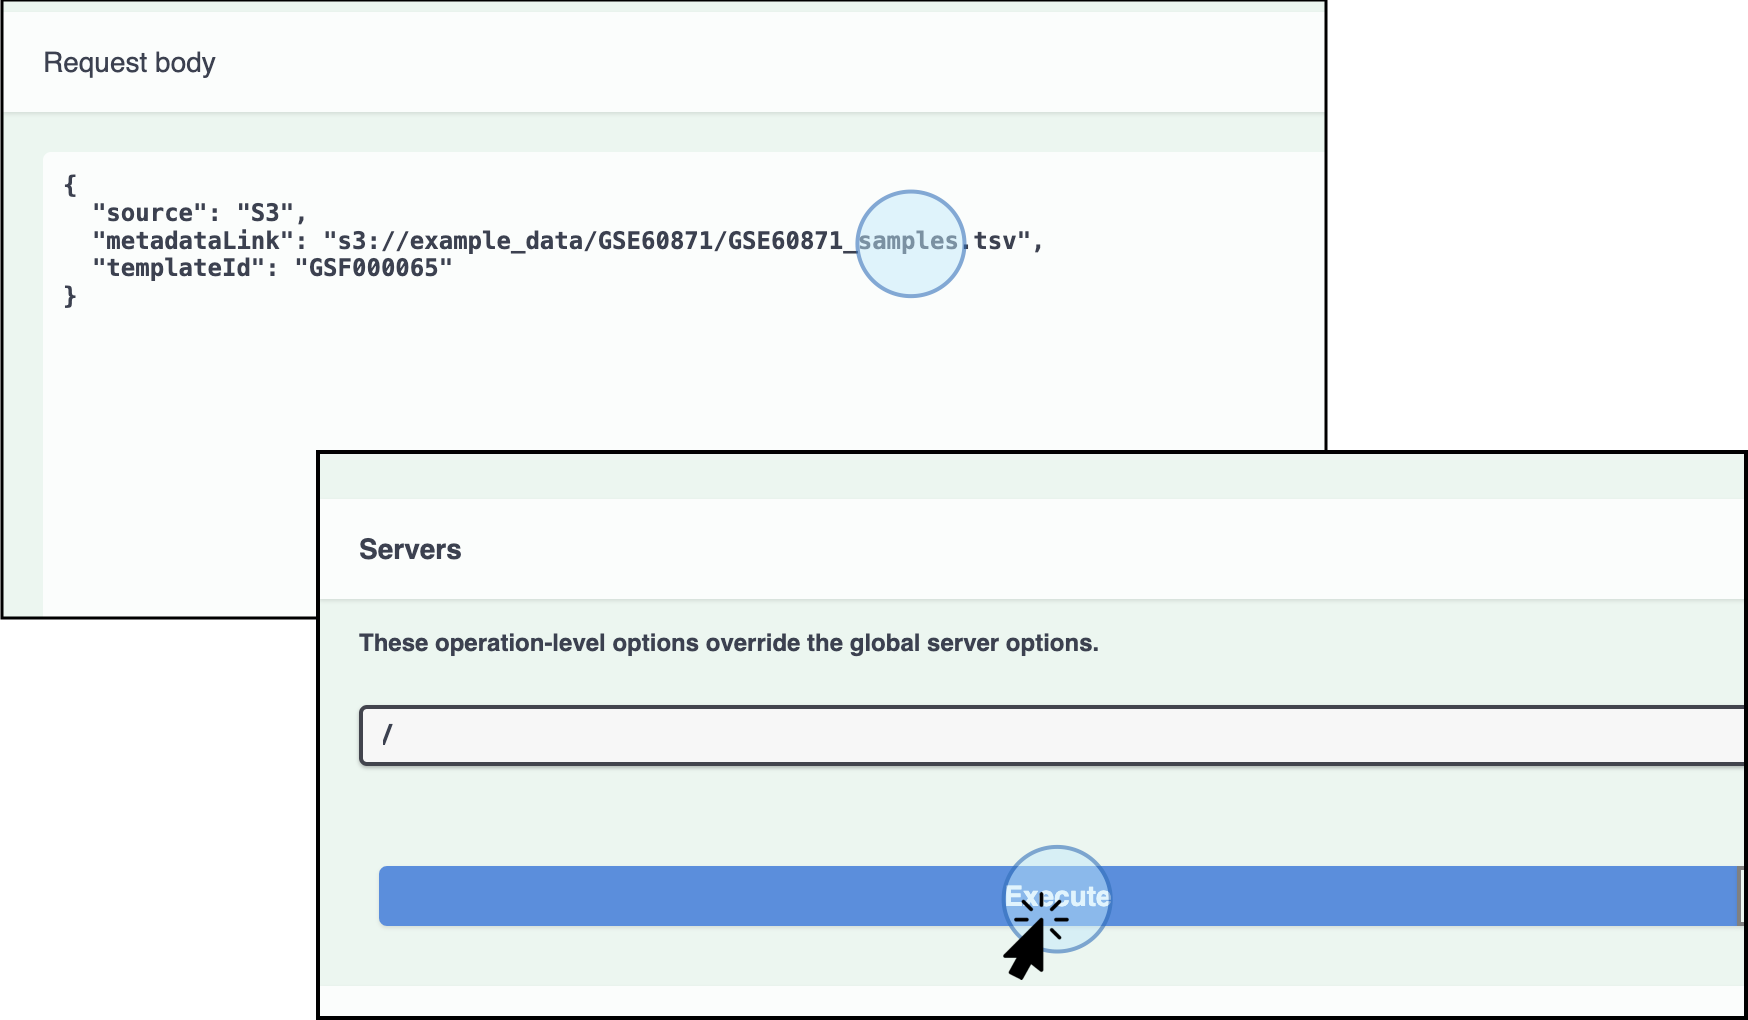 Request body
{
"source": "S3",
"metadataLink": "s3://example_data/GSE60871/GSE60871_samples.tsv",
"templateId": "GSF000065"
}
Servers
These operation-level options override the global server options.
/
Execute